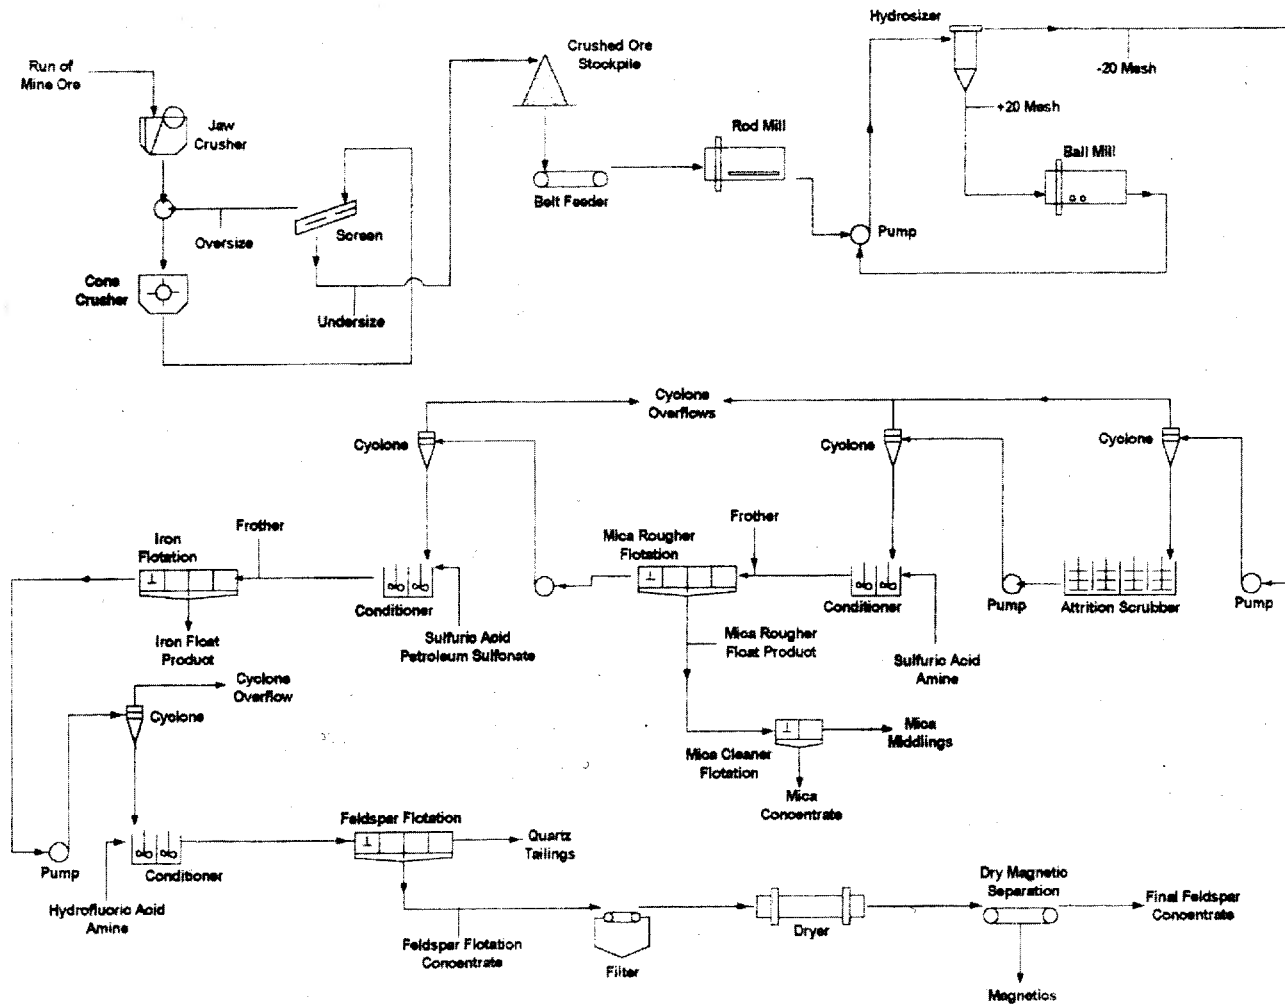 Hydrosizer
Crushed Ore
Stockpile
Run of
Mine Ore
-20 Mesh
+20 Mesh
Jaw
Crusher
Rod Mill
Ball Mill
Belt Feeder
Pump
Oversize
Screen
Cone
Crusher
Undersize
Cyclone
Overflows
Cyclone
Cyclone
Cyclone
Frother
Frother
Iron
Flotation
Mica Rougher
Flotation
Conditioner
Conditioner
Pump
Attrition Scrubber
Pump
Iron Float
Product
Sulfuric Acid
Petroleum Sulfonate
Mica Rougher
Float Product
Sulfuric Acid
Amine
Cyclone
Overflow
Cyclone
Mica
Middlings
Mica Cleaner
Flotation
Mica
Concentrate
Feldspar Flotation
Quartz
Tailings
Pump
Conditioner
Hydrofluoric Acid
Amine
Dry Magnetic
Separation
Final Feldspar
Concentrate
Dryer
Feldspar Flotation
Concentrate
Filter
Magnetics